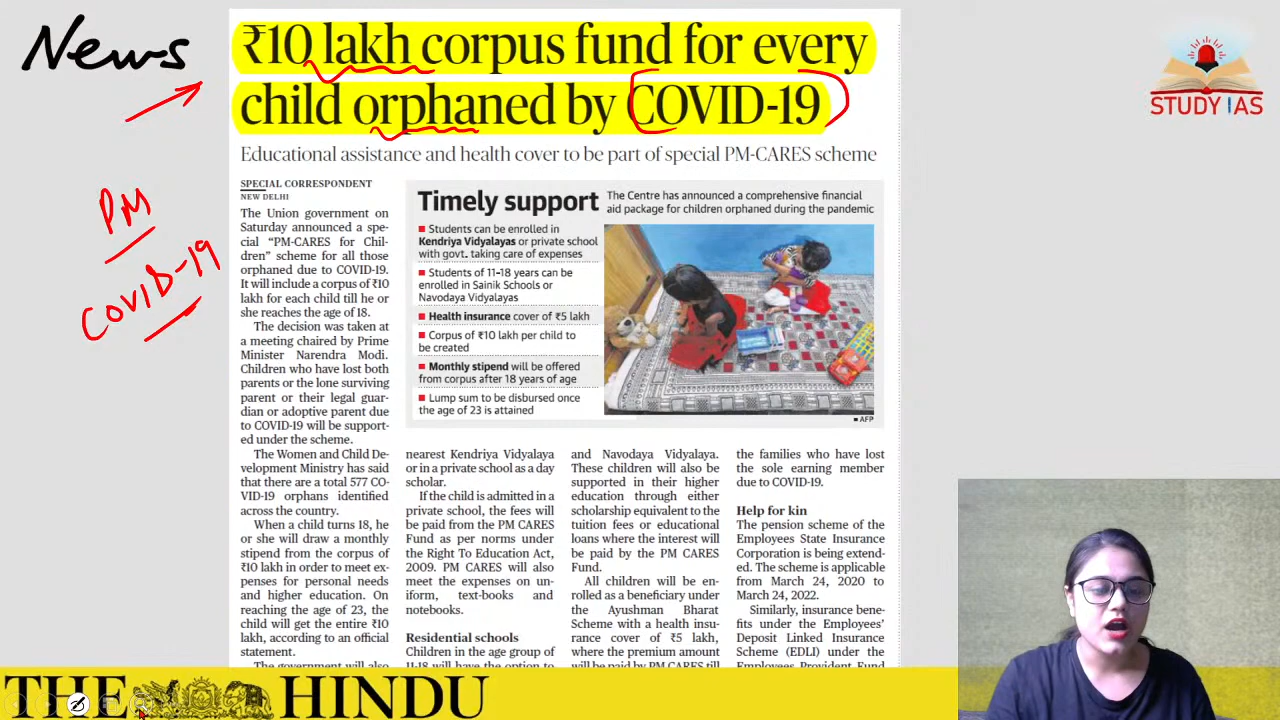 News
PM
COVID-19
₹10 lakh corpus fund for every
child orphaned by COVID-19
Educational assistance and health cover to be part of special PM-CARES scheme
SPECIAL CORRESPONDENT
NEW DELHI
The Union government on
Saturday announced a spe-
cial “PM-CARES for Chil-
dren” scheme for all those
orphaned due to COVID-19.
It will include a corpus of ₹10
lakh for each child till he or
she reaches the age of 18.
The decision was taken at
a meeting chaired by Prime
Minister Narendra Modi.
Children who have lost both
parents or the lone surviving
parent or their legal guar-
dian or adoptive parent due
to COVID-19 will be support-
ed under the scheme.
The Women and Child De-
velopment Ministry has said
that there are a total 577 CO-
VID-19 orphans identified
across the country.
When a child turns 18, he
or she will draw a monthly
stipend from the corpus of
₹10 lakh in order to meet ex-
penses for personal needs
and higher education. On
reaching the age of 23, the
child will get the entire ₹10
lakh, according to an official
statement.
The government will also
Timely support
The Centre has announced a comprehensive financial
aid package for children orphaned during the pandemic
Students can be enrolled in
Kendriya Vidyalayas or private school
with govt. taking care of expenses
Students of 11-18 years can be
enrolled in Sainik Schools or
Navodaya Vidyalayas
Health insurance cover of ₹5 lakh
Corpus of ₹10 lakh per child to
be created
Monthly stipend will be offered
from corpus after 18 years of age
Lump sum to be disbursed once
the age of 23 is attained
AFP
nearest Kendriya Vidyalaya
or in a private school as a day
scholar.
If the child is admitted in a
private school, the fees will
be paid from the PM CARES
Fund as per norms under
the Right To Education Act,
2009. PM CARES will also
meet the expenses on un-
iform, text-books and
notebooks.
Residential schools
Children in the age group of
11-18 will have the option to
and Navodaya Vidyalaya.
These children will also be
supported in their higher
education through either
scholarship equivalent to the
tuition fees or educational
loans where the interest will
be paid by the PM CARES
Fund.
All children will be en-
rolled as a beneficiary under
the Ayushman Bharat
Scheme with a health insu-
rance cover of ₹5 lakh,
where the premium amount
will be paid by PM CARES till
the families who have lost
the sole earning member
due to COVID-19.
Help for kin
The pension scheme of the
Employees State Insurance
Corporation is being extend-
ed. The scheme is applicable
from March 24, 2020 to
March 24, 2022.
Similarly, insurance bene-
fits under the Employees'
Deposit Linked Insurance
Scheme (EDLI) under the
Employees Provident Fund
STUDY IAS
THE HINDU